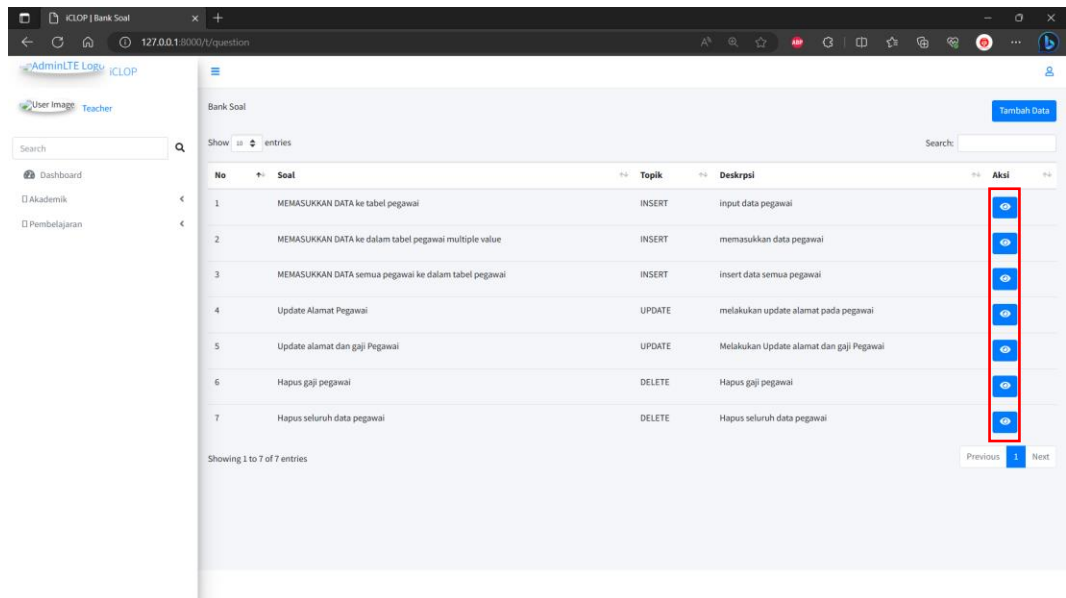 iCLOP | Bank Soal
127.0.0.1:8000/t/question
AdminLTE Logo iCLOP
User Image Teacher
Bank Soal
Tambah Data
Search
Show 10 entries
Search:
Dashboard
Akademik
Pembelajaran
No Soal Topik Deskrpsi Aksi
1 MEMASUKKAN DATA ke tabel pegawai INSERT input data pegawai
2 MEMASUKKAN DATA ke dalam tabel pegawai multiple value INSERT memasukkan data pegawai
3 MEMASUKKAN DATA semua pegawai ke dalam tabel pegawai INSERT insert data semua pegawai
4 Update Alamat Pegawai UPDATE melakukan update alamat pada pegawai
5 Update alamat dan gaji Pegawai UPDATE Melakukan Update alamat dan gaji Pegawai
6 Hapus gaji pegawai DELETE Hapus gaji pegawai
7 Hapus seluruh data pegawai DELETE Hapus seluruh data pegawai
Showing 1 to 7 of 7 entries
Previous 1 Next